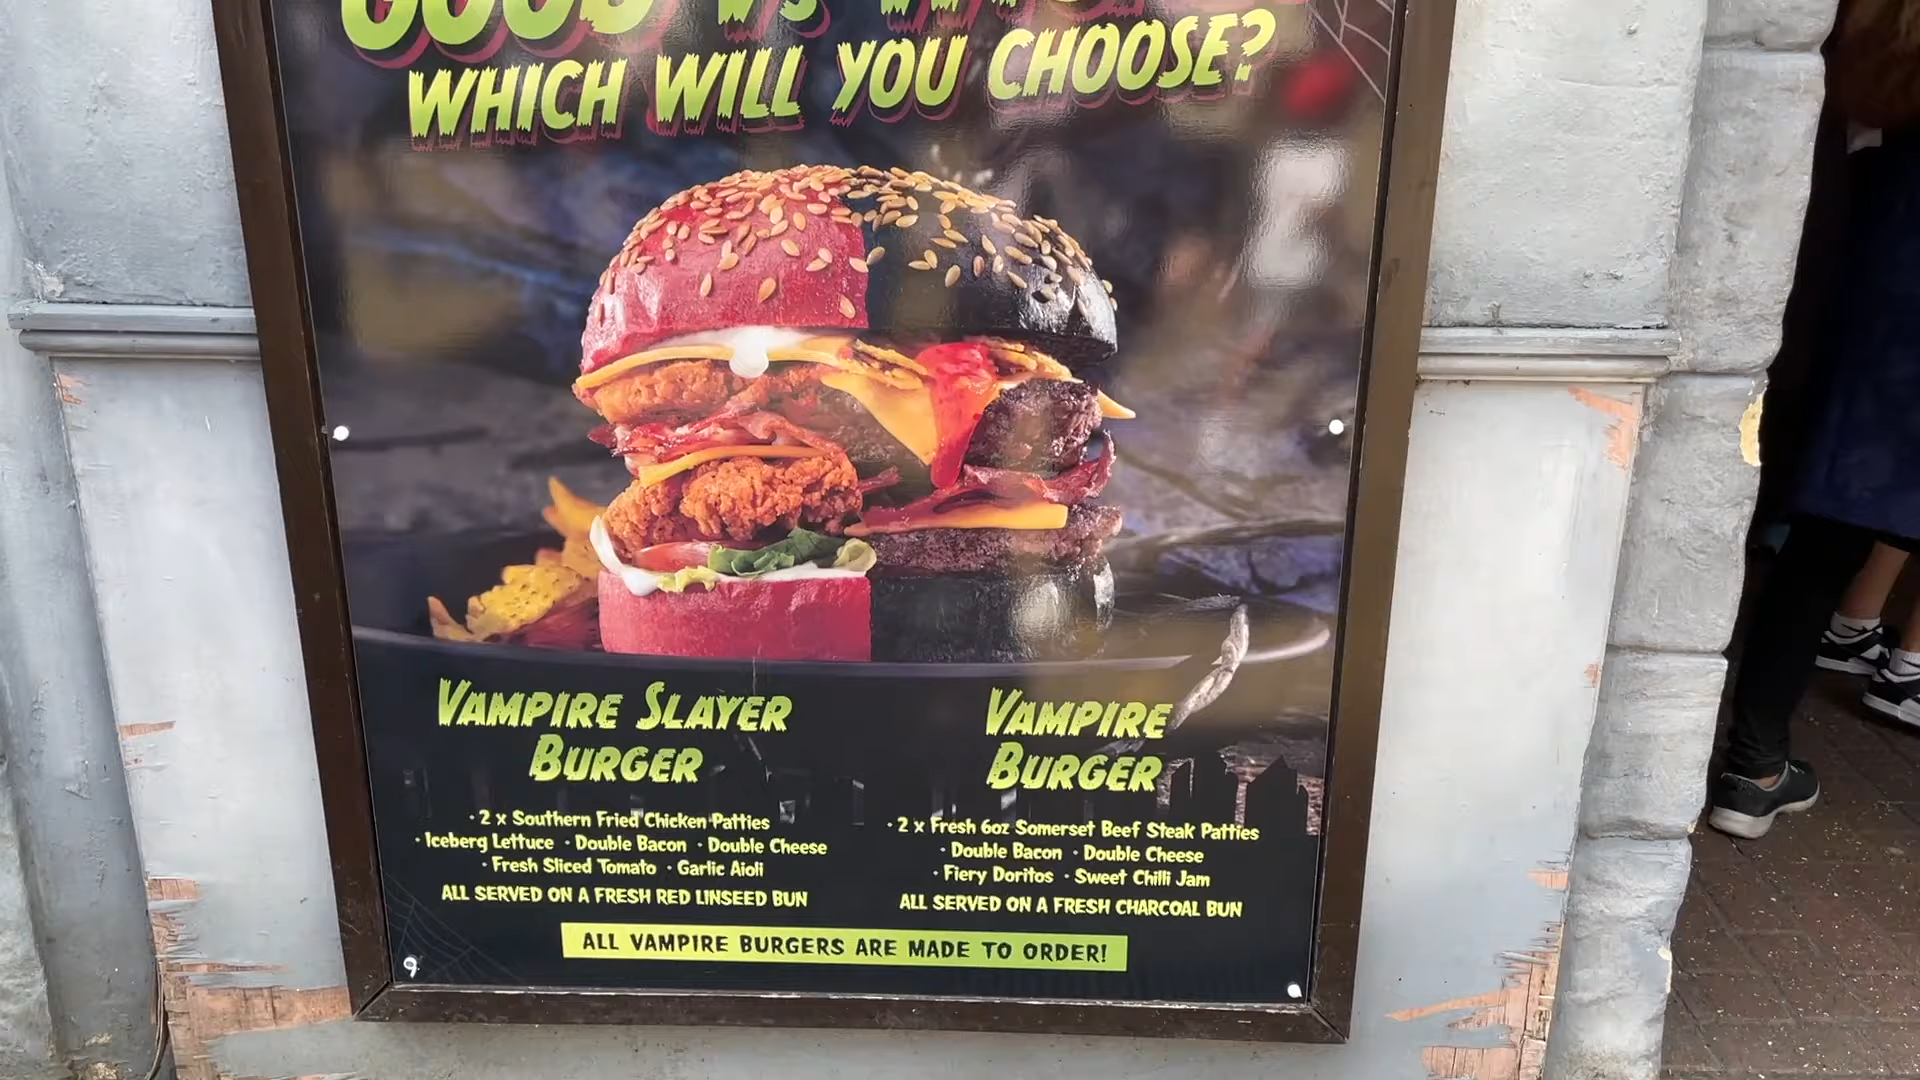 GOOD VS
WHICH WILL YOU CHOOSE?
VAMPIRE SLAYER
BURGER
· 2 x Southern Fried Chicken Patties
· Iceberg Lettuce · Double Bacon · Double Cheese
· Fresh Sliced Tomato · Garlic Aioli
ALL SERVED ON A FRESH RED LINSEED BUN
VAMPIRE
BURGER
· 2 x Fresh 6oz Somerset Beef Steak Patties
· Double Bacon · Double Cheese
· Fiery Doritos · Sweet Chilli Jam
ALL SERVED ON A FRESH CHARCOAL BUN
ALL VAMPIRE BURGERS ARE MADE TO ORDER!